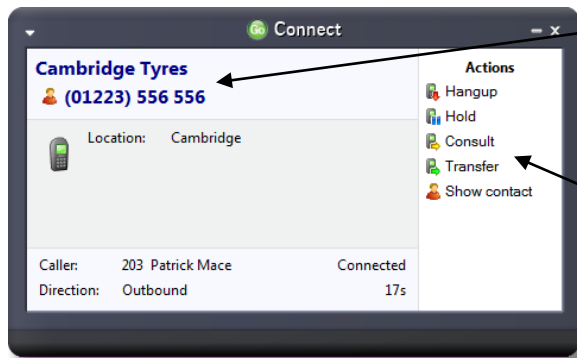 Go Connect
Cambridge Tyres
(01223) 556 556
Location: Cambridge
Caller: 203 Patrick Mace Connected
Direction: Outbound 17s
Actions
Hangup
Hold
Consult
Transfer
Show contact